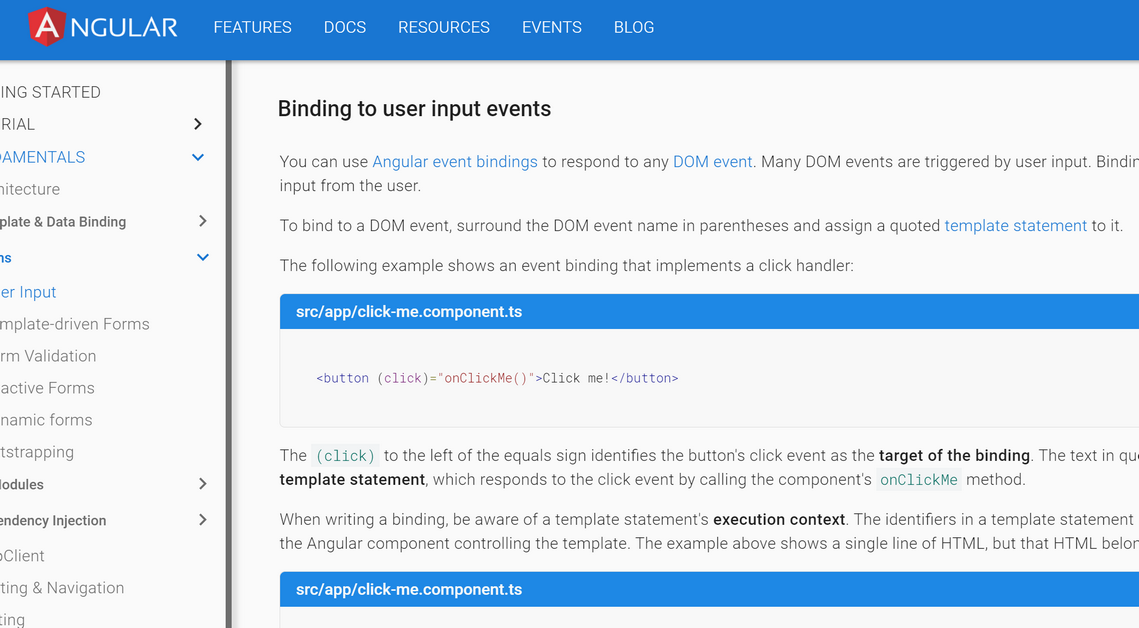 ANGULAR FEATURES DOCS RESOURCES EVENTS BLOG
ING STARTED
RIAL
DAMENTALS
hitecture
plate & Data Binding
ns
er Input
mplate-driven Forms
rm Validation
active Forms
namic forms
tstrapping
odules
endency Injection
pClient
ting & Navigation
ting
Binding to user input events
You can use Angular event bindings to respond to any DOM event. Many DOM events are triggered by user input. Bindin
input from the user.
To bind to a DOM event, surround the DOM event name in parentheses and assign a quoted template statement to it.
The following example shows an event binding that implements a click handler:
src/app/click-me.component.ts
<button (click)="onClickMe()">Click me!</button>
The (click) to the left of the equals sign identifies the button's click event as the target of the binding. The text in quo
template statement, which responds to the click event by calling the component's onClickMe method.
When writing a binding, be aware of a template statement's execution context. The identifiers in a template statement
the Angular component controlling the template. The example above shows a single line of HTML, but that HTML belon
src/app/click-me.component.ts